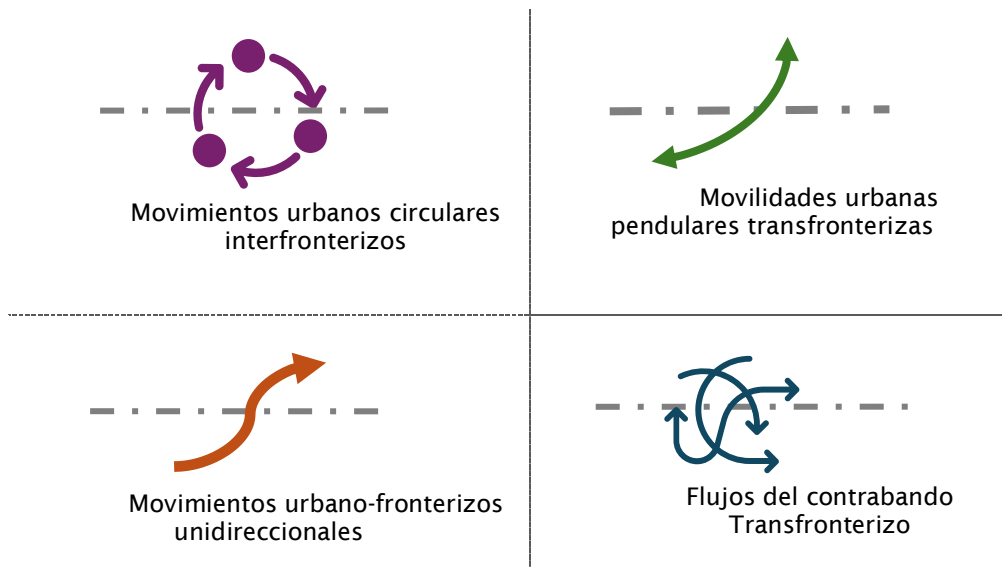 Movimientos urbanos circulares
interfronterizos
Movilidades urbanas
pendulares transfronterizas
Movimientos urbano-fronterizos
unidireccionales
Flujos del contrabando
Transfronterizo